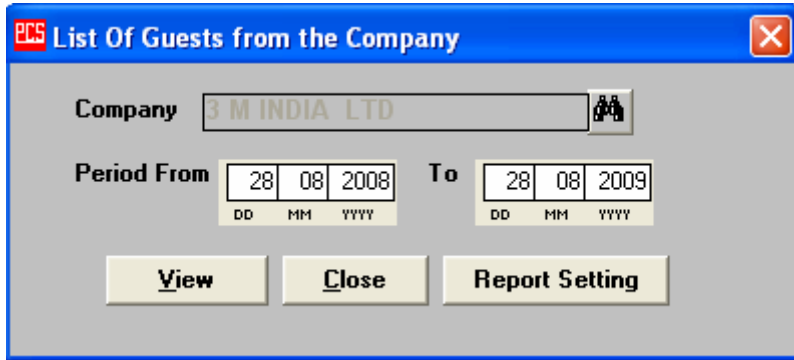 PCS List Of Guests from the Company
Company 3 M INDIA LTD
Period From 28 08 2008 To 28 08 2009
DD MM YYYY DD MM YYYY
View Close Report Setting